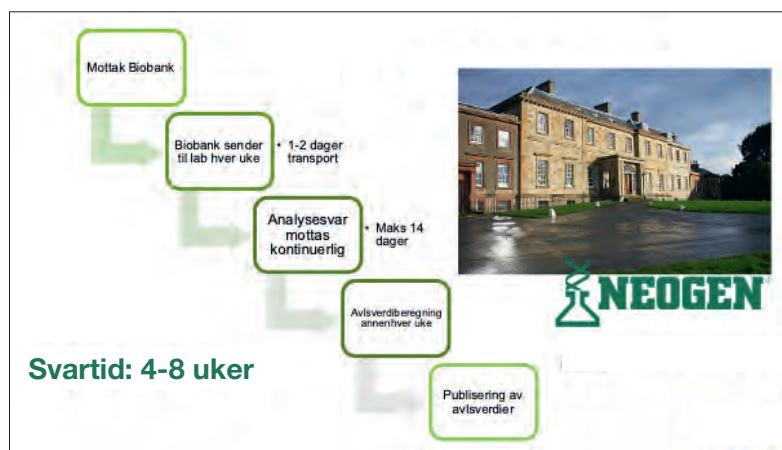 Mottak Biobank
Biobank sender
til lab hver uke
• 1-2 dager
transport
Analysesvar
mottas
kontinuerlig
• Maks 14
dager
Avlsverdiberegning
annenhver uke
NEOGEN
Svartid: 4-8 uker
Publisering av
avlsverdier